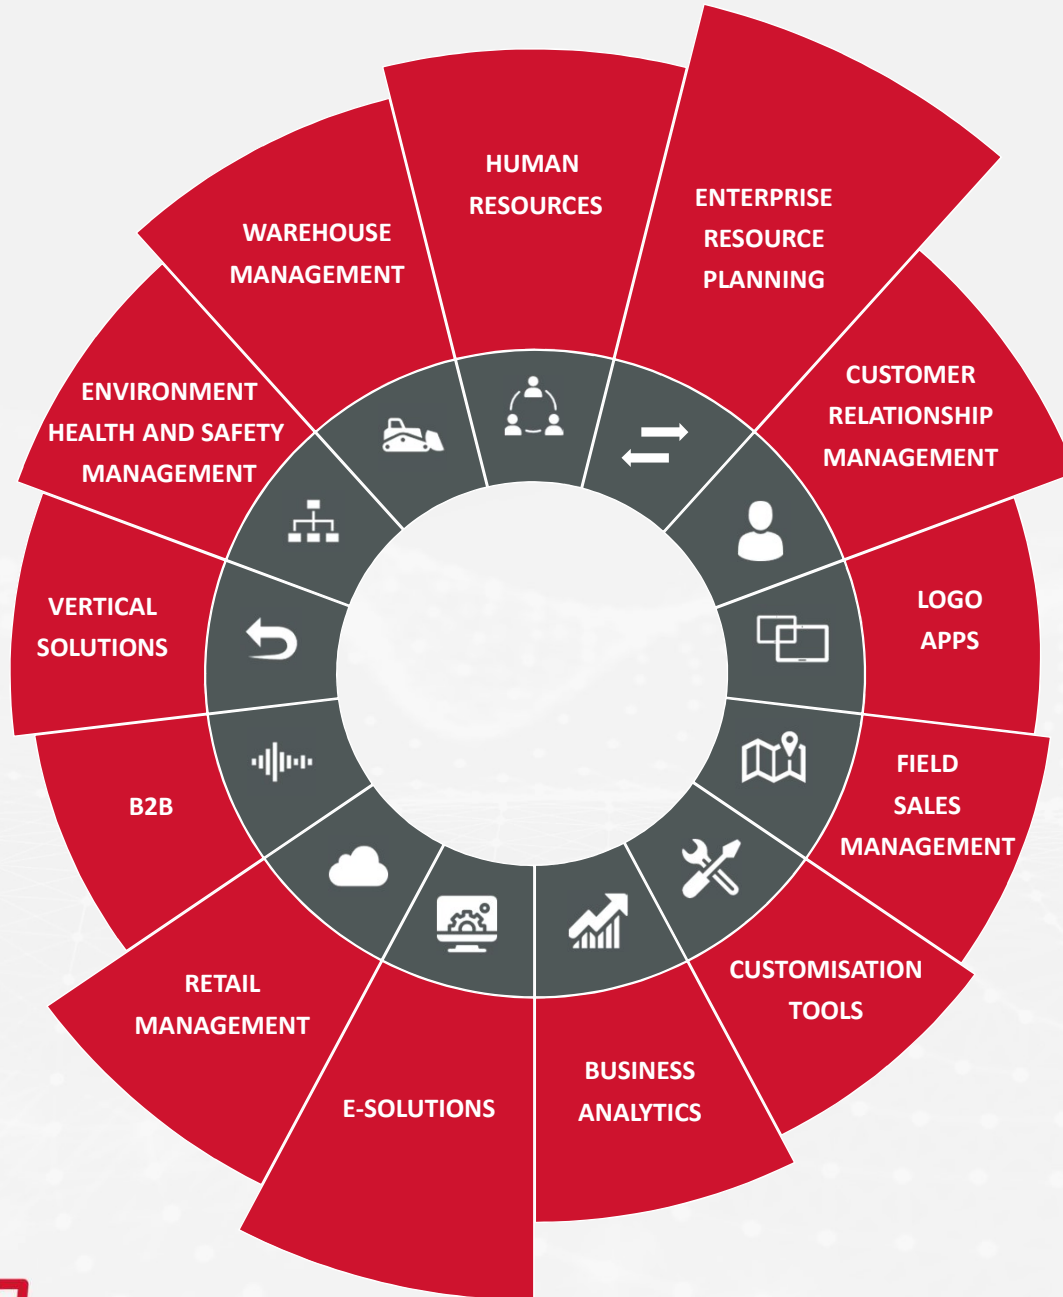 HUMAN
RESOURCES
ENTERPRISE
RESOURCE
PLANNING
CUSTOMER
RELATIONSHIP
MANAGEMENT
LOGO
APPS
FIELD
SALES
MANAGEMENT
CUSTOMISATION
TOOLS
BUSINESS
ANALYTICS
E-SOLUTIONS
RETAIL
MANAGEMENT
B2B
VERTICAL
SOLUTIONS
ENVIRONMENT
HEALTH AND SAFETY
MANAGEMENT
WAREHOUSE
MANAGEMENT